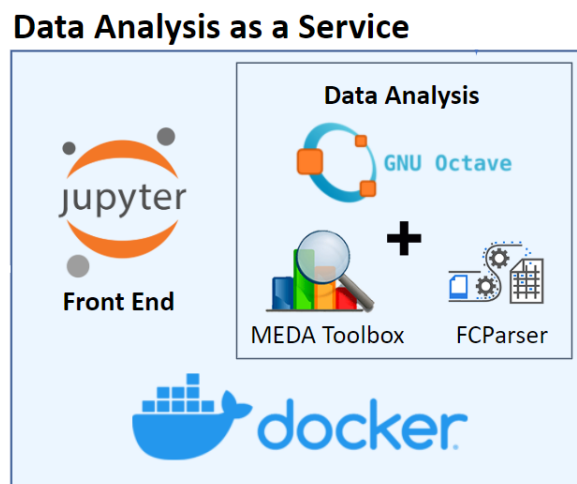 Data Analysis as a Service
Data Analysis
GNU Octave
jupyter
Front End
MEDA Toolbox
FCParser
docker